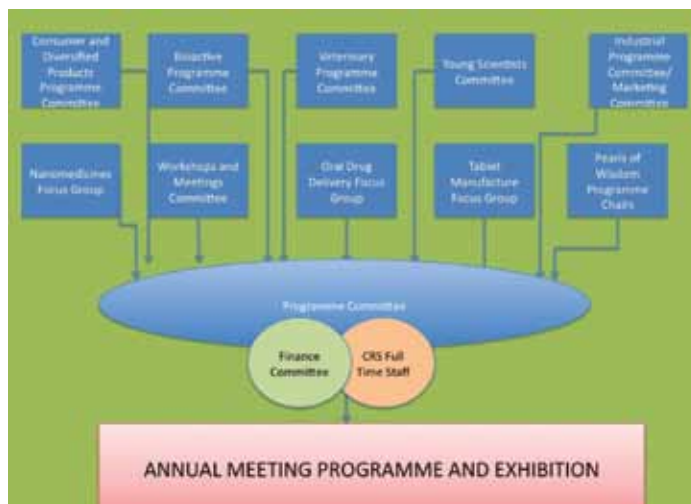 Consumer and
Diversified
Products
Programme
Committee
Bioactive
Programme
Committee
Veterinary
Programme
Committee
Young Scientists
Committee
Industrial
Programme
Committee/
Marketing
Committee
Nanomedicines
Focus Group
Workshops and
Meetings
Committee
Oral Drug
Delivery Focus
Group
Tablet
Manufacture
Focus Group
Pearls of
Wisdom
Programme
Chairs
Programme Committee
Finance
Committee
CRS Full
Time Staff
ANNUAL MEETING PROGRAMME AND EXHIBITION